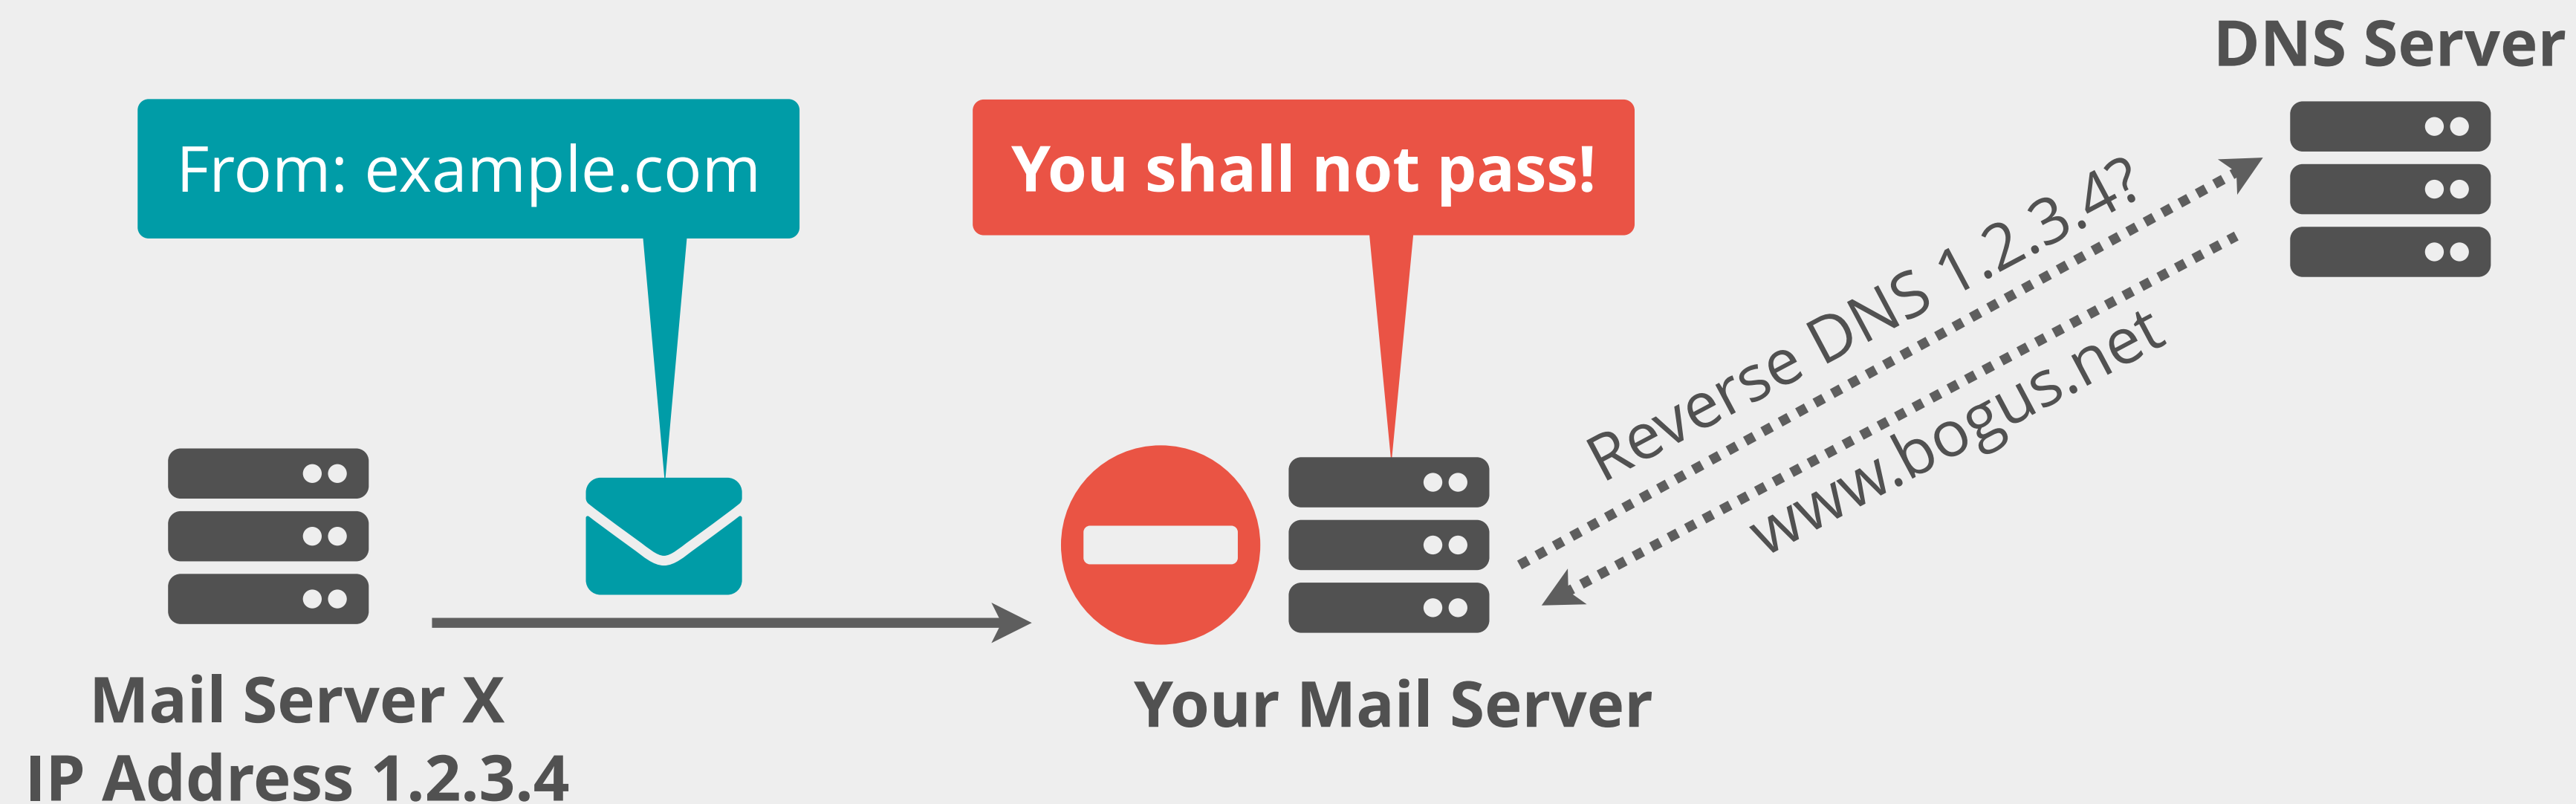 DNS Server
From: example.com
You shall not pass!
Reverse DNS 1.2.3.4?
www.bogus.net
Mail Server X
IP Address 1.2.3.4
Your Mail Server